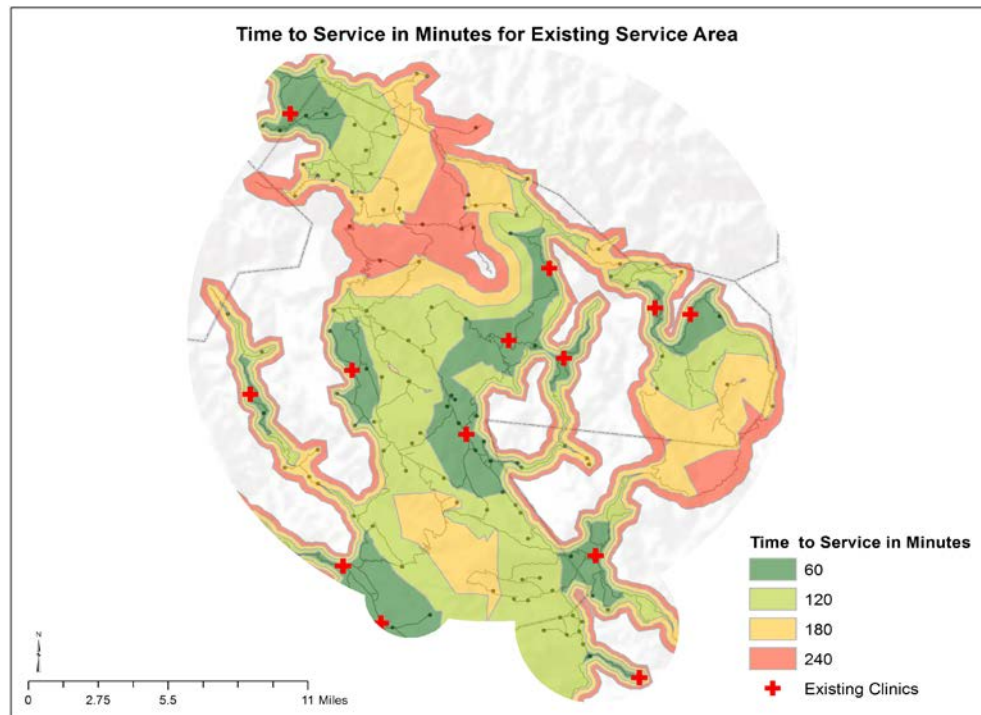 Time to Service in Minutes for Existing Service Area
Time to Service in Minutes
60
120
180
240
Existing Clinics
N
0 2.75 5.5 11 Miles